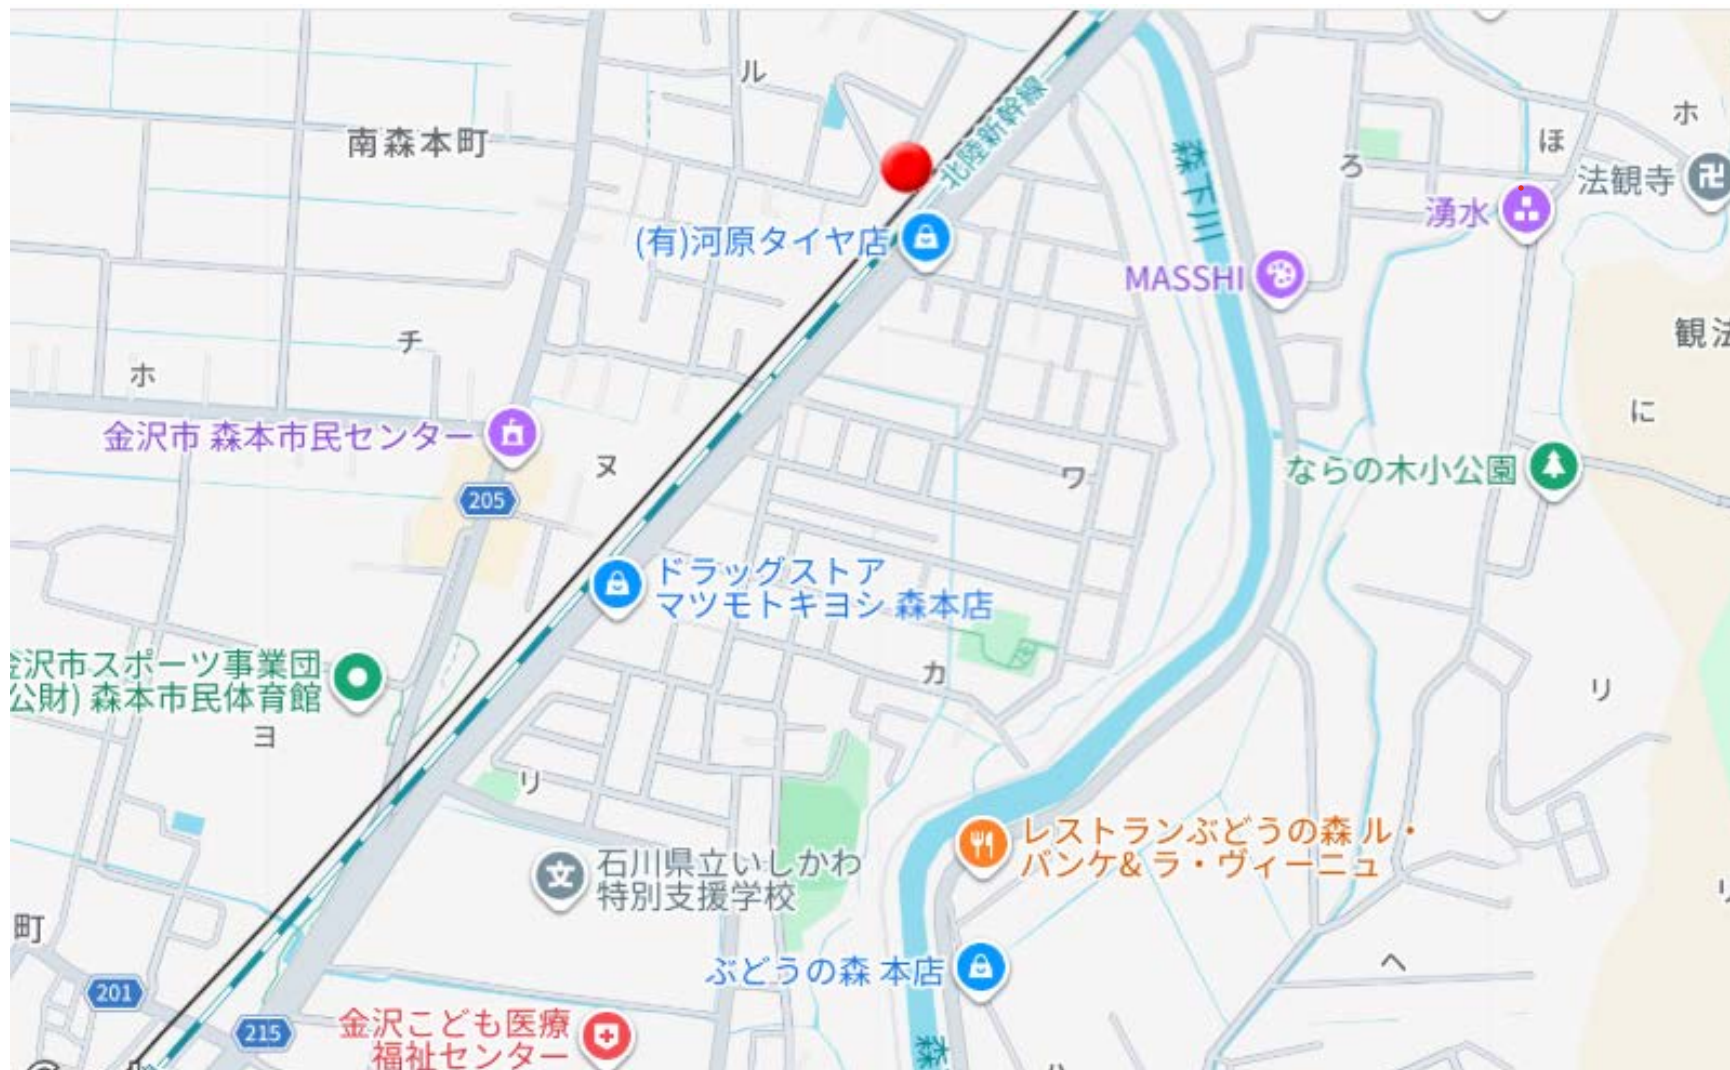 ル
南森本町
北陸新幹線
森下川
ろ
ほ
ホ
法観寺
卍
湧水
(有)河原タイヤ店
MASSHI
チ
ホ
金沢市 森本市民センター
205
ヌ
ワ
に
ならの木小公園
ドラッグストア
マツモトキヨシ 森本店
沢市スポーツ事業団
公財) 森本市民体育館
ヨ
カ
リ
リ
文
石川県立いしかわ
特別支援学校
レストランぶどうの森 ル・
バンケ& ラ・ヴィーニュ
町
201
215
ぶどうの森 本店
へ
金沢こども医療
福祉センター
森